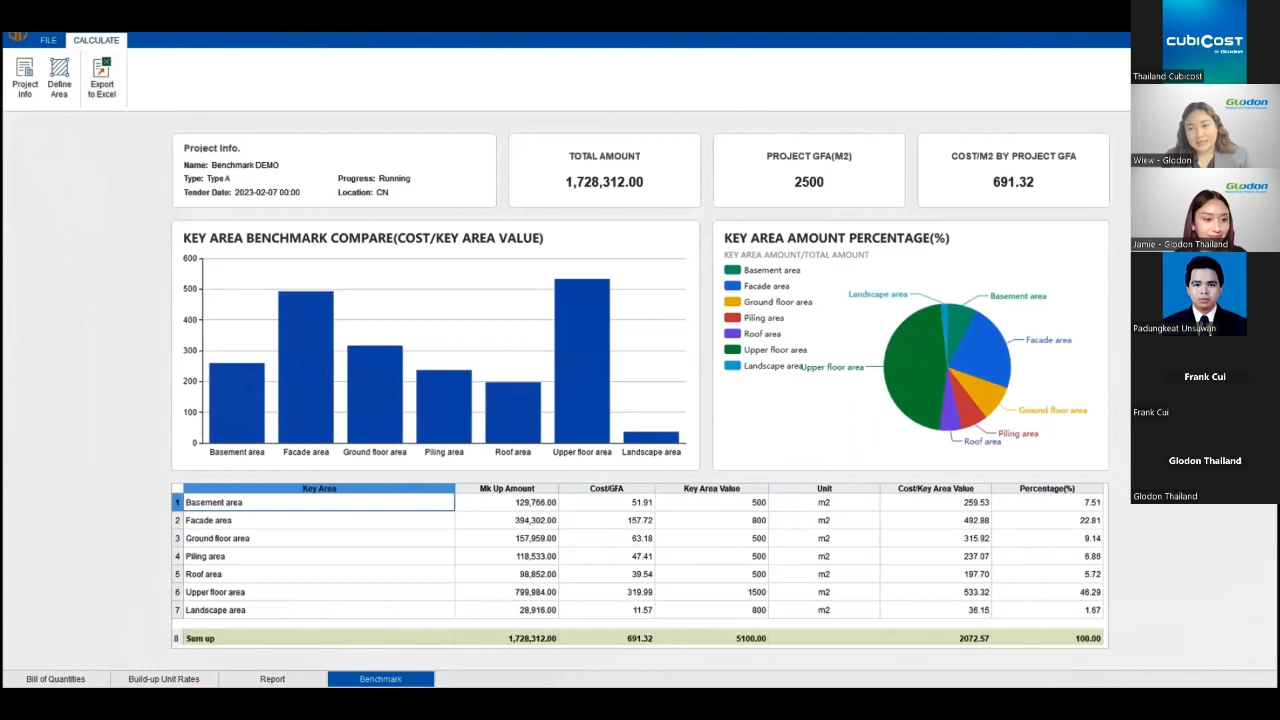 FILE
CALCULATE
Project
Info
Define
Area
Export
to Excel
Project Info.
Name: Benchmark DEMO
Type: Type A
Progress: Running
Tender Date: 2023-02-07 00:00
Location: CN
TOTAL AMOUNT
1,728,312.00
PROJECT GFA(M2)
2500
COST/M2 BY PROJECT GFA
691.32
KEY AREA BENCHMARK COMPARE(COST/KEY AREA VALUE)
600
500
400
300
200
100
0
Basement area
Facade area
Ground floor area
Piling area
Roof area
Upper floor area
Landscape area
KEY AREA AMOUNT PERCENTAGE(%)
KEY AREA AMOUNT/TOTAL AMOUNT
Basement area
Facade area
Ground floor area
Piling area
Roof area
Upper floor area
Landscape area
Landscape area
Basement area
Facade area
Upper floor area
Ground floor area
Piling area
Roof area
Key Area Mk Up Amount Cost/GFA Key Area Value Unit Cost/Key Area Value Percentage(%)
1 Basement area 129,766.00 51.91 500 m2 259.53 7.51
2 Facade area 394,302.00 157.72 800 m2 492.88 22.81
3 Ground floor area 157,959.00 63.18 500 m2 315.92 9.14
4 Piling area 118,533.00 47.41 500 m2 237.07 6.86
5 Roof area 98,852.00 39.54 500 m2 197.70 5.72
6 Upper floor area 799,984.00 319.99 1500 m2 533.32 46.29
7 Landscape area 28,916.00 11.57 800 m2 36.15 1.67
8 Sum up 1,728,312.00 691.32 5100.00 2072.57 100.00
Bill of Quantities
Build-up Unit Rates
Report
Benchmark
CUBICOST
by Glodon
Thailand Cubicost
Glodon
Wiew - Glodon
Glodon
Jamie - Glodon Thailand
Padungkeat Unsuwan
Frank Cui
Frank Cui
Glodon Thailand
Glodon Thailand